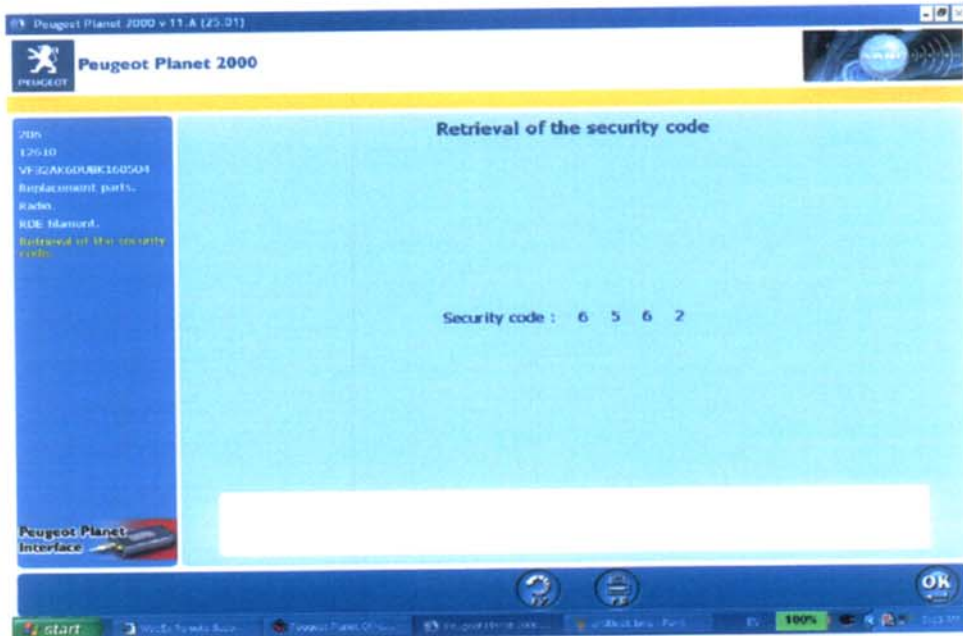 Peugeot Planet 2000 v 11.A (25.01)
PEUGEOT
Peugeot Planet 2000
206
12610
Replacement parts.
Radio.
RDE filament.
Retrieval of the security
code.
Retrieval of the security code
Security code : 6 5 6 2
Peugeot Planet
Interface
OK
start
100%